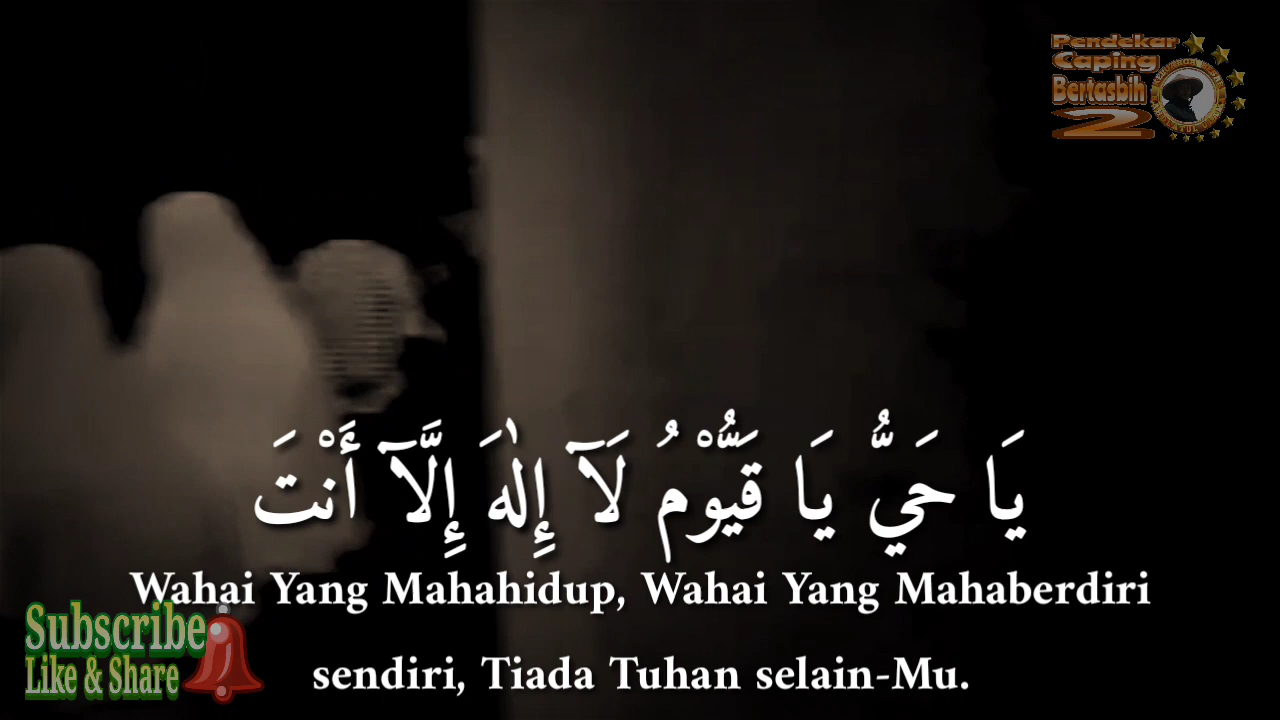 Pendekar
Caping
Bertasbih
2
يَا حَيُّ يَا قَيُّوْمُ لَآ إِلٰهَ إِلَّآ أَنْتَ
Wahai Yang Mahahidup, Wahai Yang Mahaberdiri
sendiri, Tiada Tuhan selain-Mu.
Subscribe
Like & Share